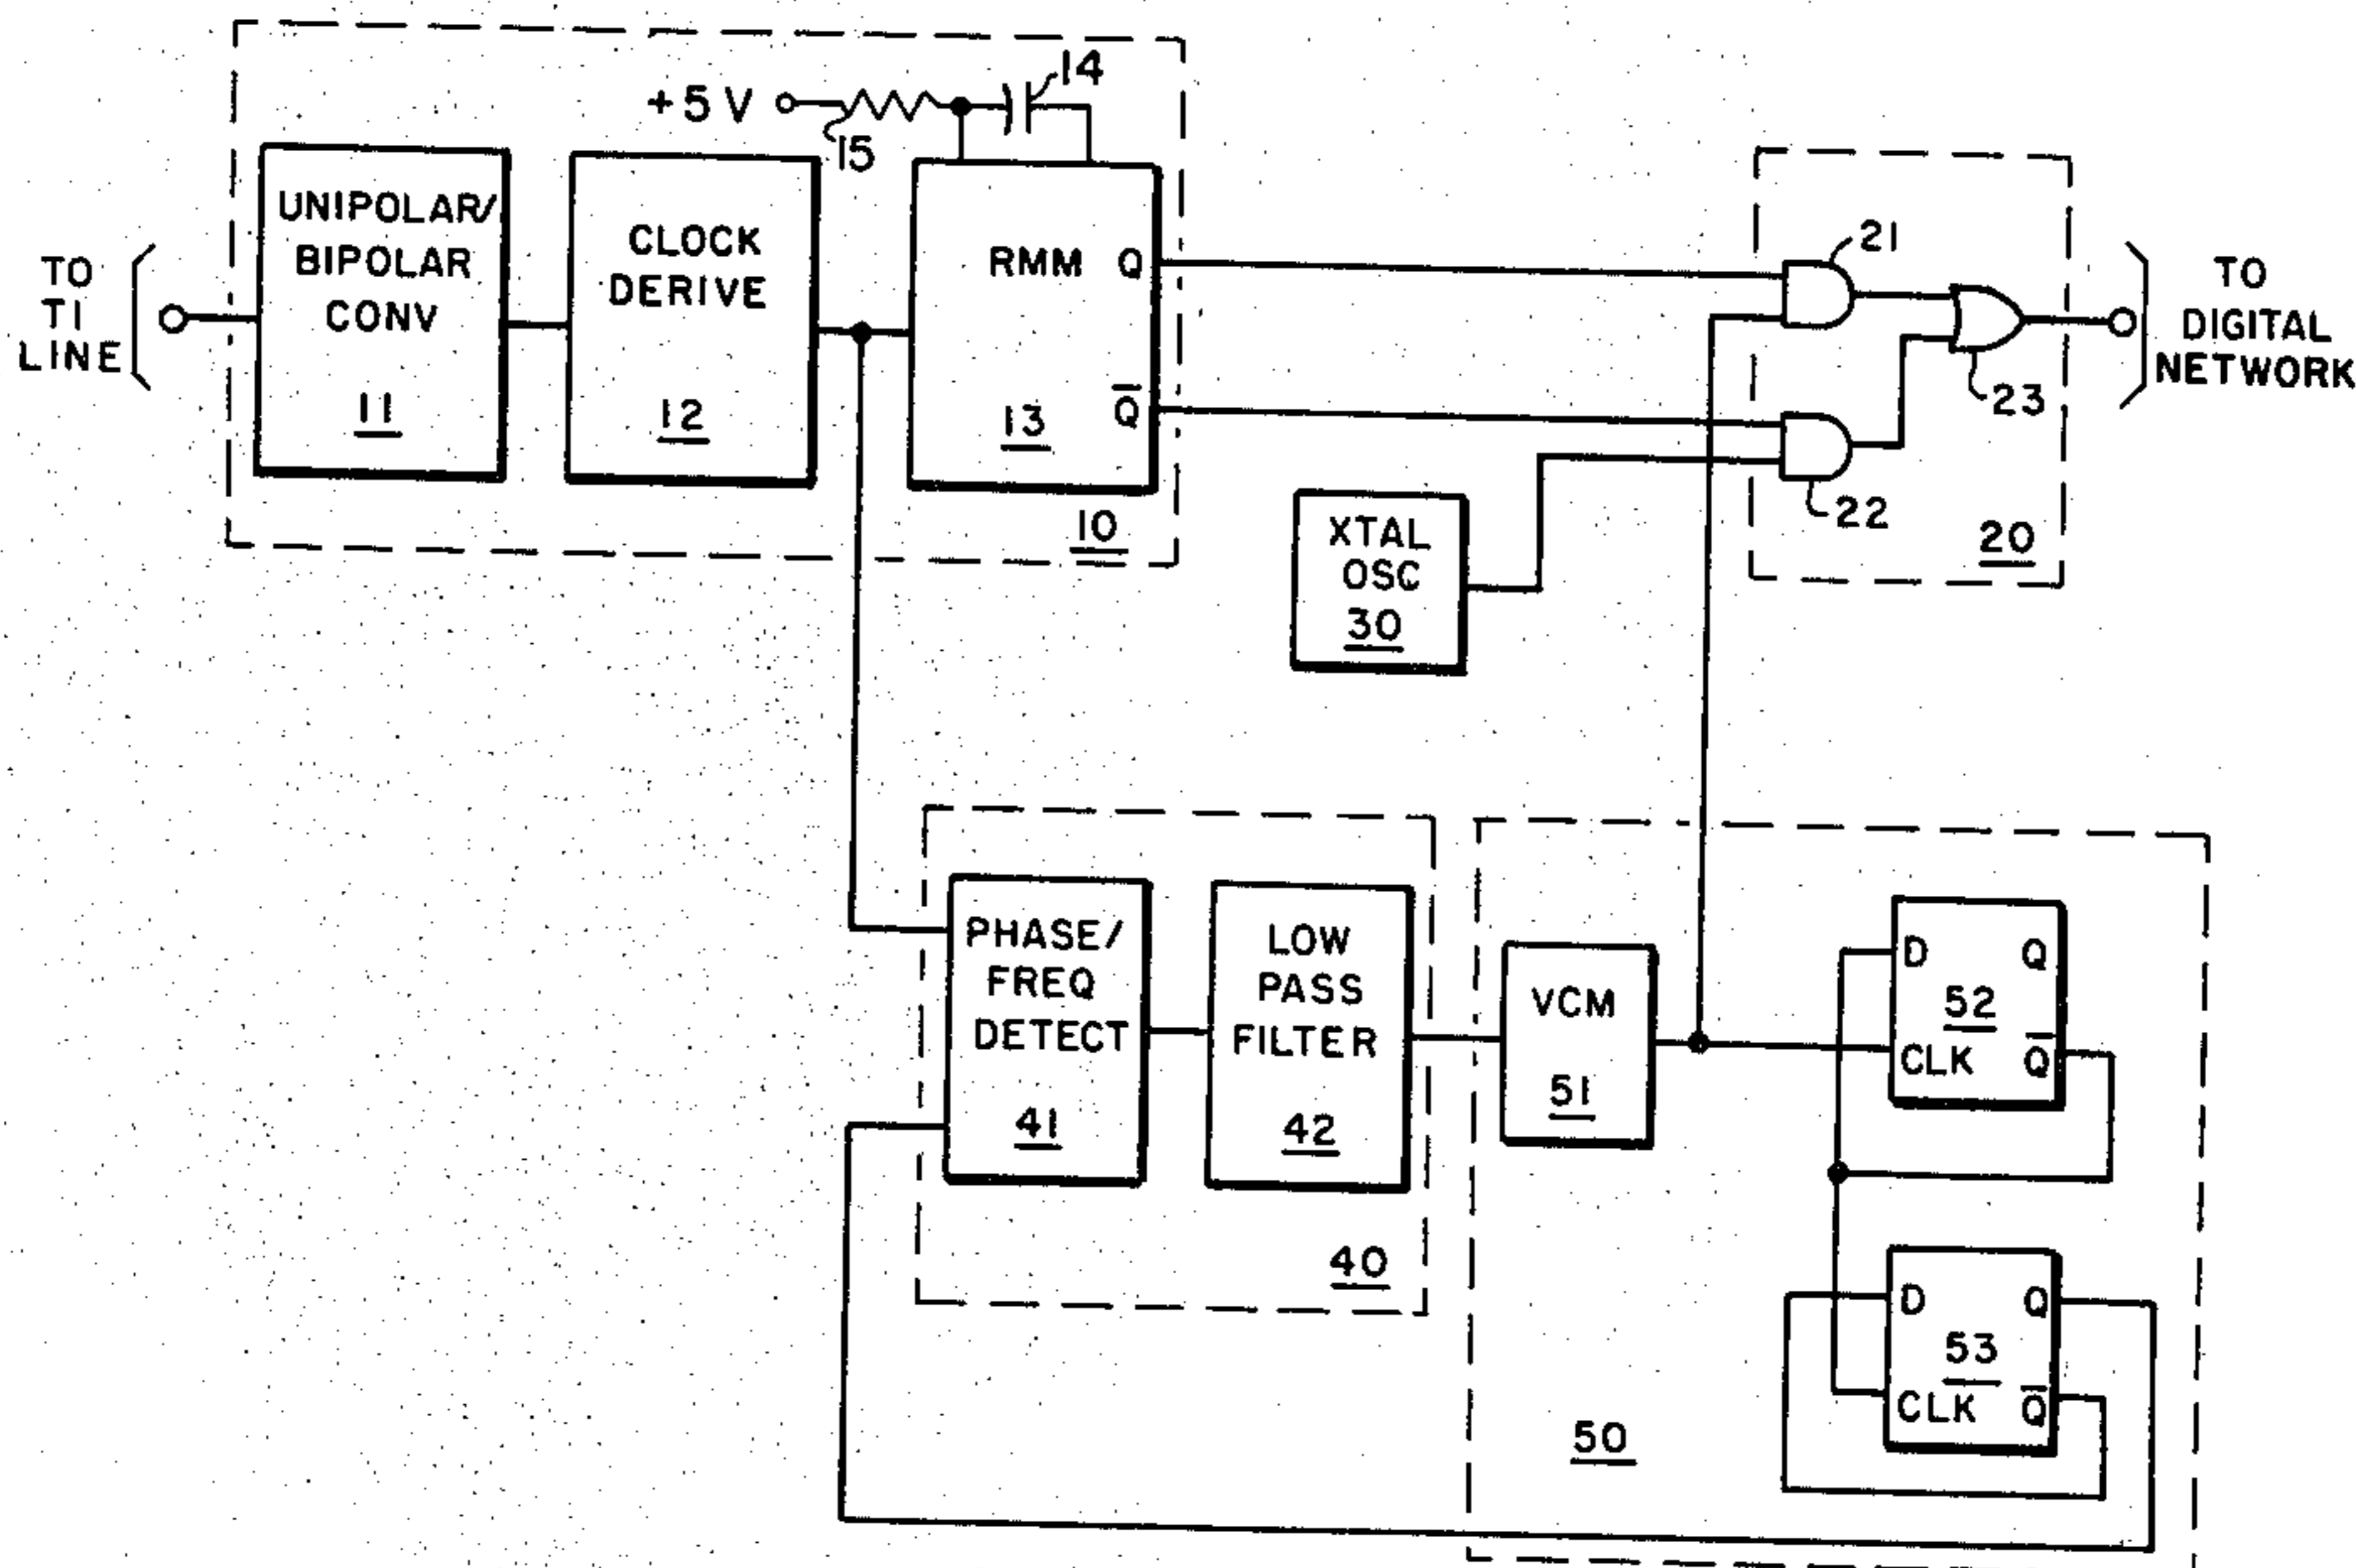 +5 V
14
15
UNIPOLAR/
BIPOLAR
CONV
11
CLOCK
DERIVE
12
RMM
Q
Q̅
13
10
TO
T1
LINE
21
22
23
20
TO
DIGITAL
NETWORK
XTAL
OSC
30
PHASE/
FREQ
DETECT
41
LOW
PASS
FILTER
42
40
VCM
51
D
Q
52
CLK
Q̅
D
Q
53
CLK
Q̅
50